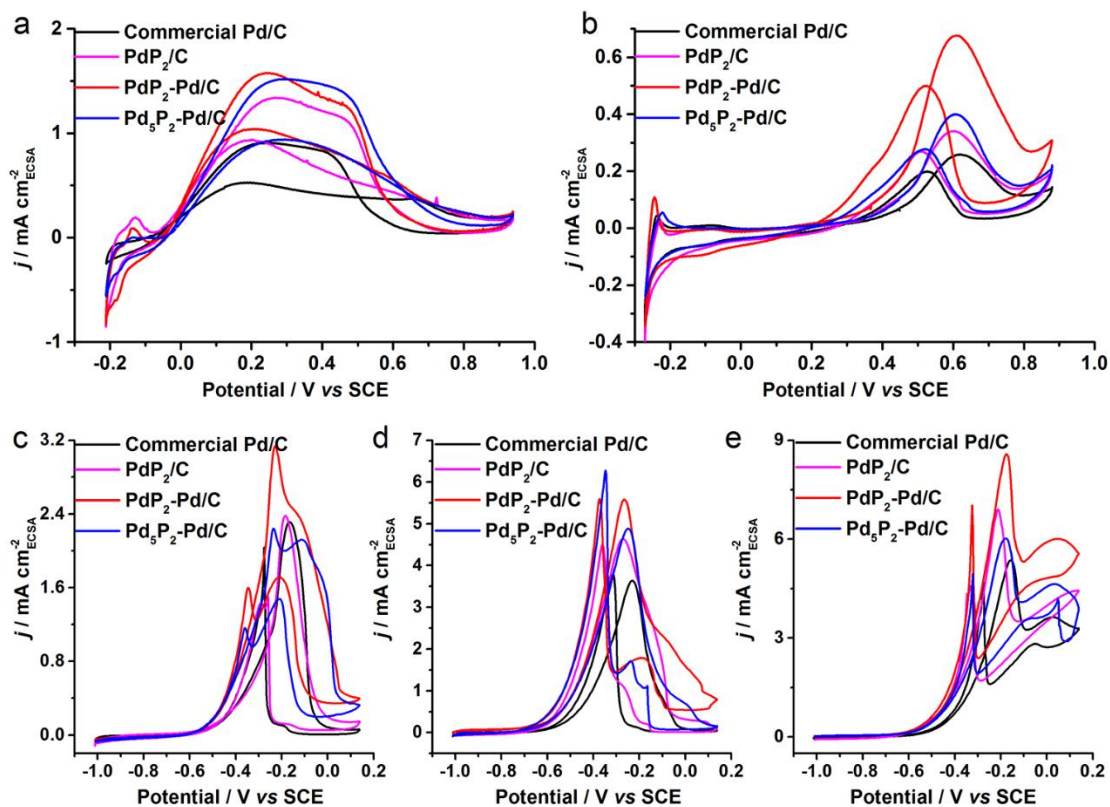 a
Commercial Pd/C
PdP₂/C
PdP₂-Pd/C
Pd₅P₂-Pd/C
j / mA cm⁻²ECSA
2
1
0
-1
-0.2 0.0 0.2 0.4 0.6 0.8 1.0
Potential / V vs SCE
b
Commercial Pd/C
PdP₂/C
PdP₂-Pd/C
Pd₅P₂-Pd/C
j / mA cm⁻²ECSA
0.6
0.4
0.2
0.0
-0.4
-0.2 0.0 0.2 0.4 0.6 0.8 1.0
Potential / V vs SCE
c
Commercial Pd/C
PdP₂/C
PdP₂-Pd/C
Pd₅P₂-Pd/C
j / mA cm⁻²ECSA
3.2
2.4
1.6
0.8
0.0
-1.0 -0.8 -0.6 -0.4 -0.2 0.0 0.2
Potential / V vs SCE
d
Commercial Pd/C
PdP₂/C
PdP₂-Pd/C
Pd₅P₂-Pd/C
j / mA cm⁻²ECSA
7
6
5
4
3
2
1
0
-1.0 -0.8 -0.6 -0.4 -0.2 0.0 0.2
Potential / V vs SCE
e
Commercial Pd/C
PdP₂/C
PdP₂-Pd/C
Pd₅P₂-Pd/C
j / mA cm⁻²ECSA
9
6
3
0
-1.0 -0.8 -0.6 -0.4 -0.2 0.0 0.2
Potential / V vs SCE